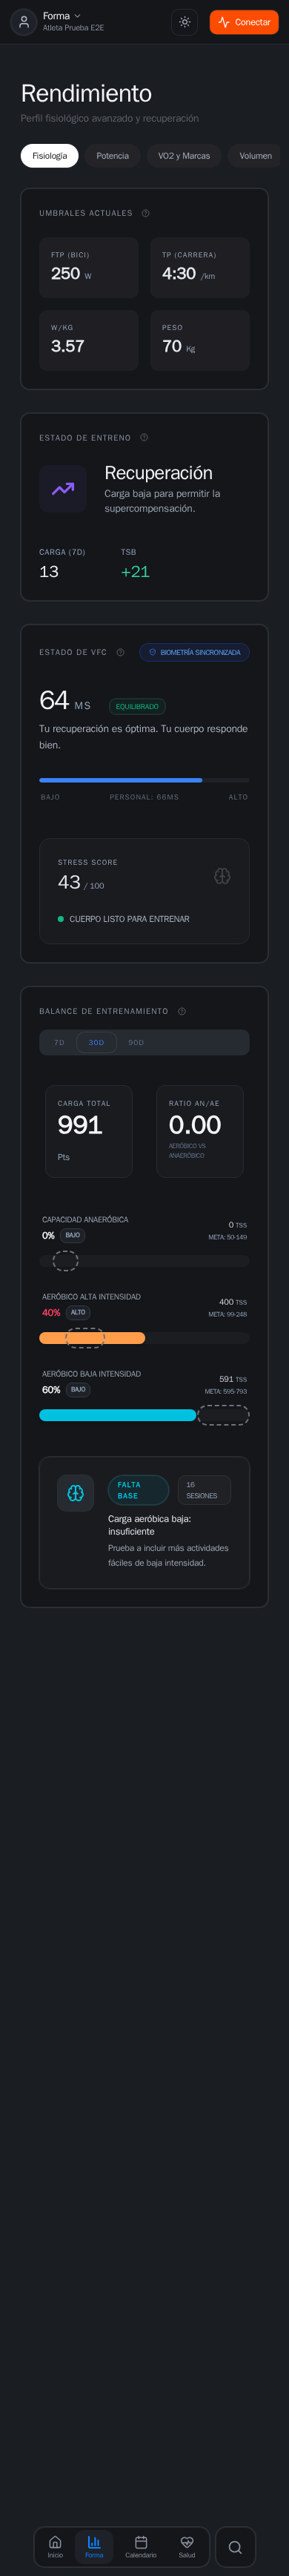 Forma
Atleta Prueba E2E
Conectar
Rendimiento
Perfil fisiológico avanzado y recuperación
Fisiología
Potencia
VO2 y Marcas
Volumen
UMBRALES ACTUALES
FTP (BICI)
250 W
TP (CARRERA)
4:30 /km
W/KG
3.57
PESO
70 Kg
ESTADO DE ENTRENO
Recuperación
Carga baja para permitir la
supercompensación.
CARGA (7D)
13
TSB
+21
ESTADO DE VFC
BIOMETRÍA SINCRONIZADA
64 MS
EQUILIBRADO
Tu recuperación es óptima. Tu cuerpo responde
bien.
BAJO
PERSONAL: 66MS
ALTO
STRESS SCORE
43 / 100
CUERPO LISTO PARA ENTRENAR
BALANCE DE ENTRENAMIENTO
7D
30D
90D
CARGA TOTAL
991
Pts
RATIO AN/AE
0.00
AERÓBICO VS
ANAERÓBICO
CAPACIDAD ANAERÓBICA
0% BAJO
0 TSS
META: 50-149
AERÓBICO ALTA INTENSIDAD
40% ALTO
400 TSS
META: 99-248
AERÓBICO BAJA INTENSIDAD
60% BAJO
591 TSS
META: 595-793
FALTA
BASE
16
SESIONES
Carga aeróbica baja:
insuficiente
Prueba a incluir más actividades
fáciles de baja intensidad.
Inicio
Forma
Calendario
Salud